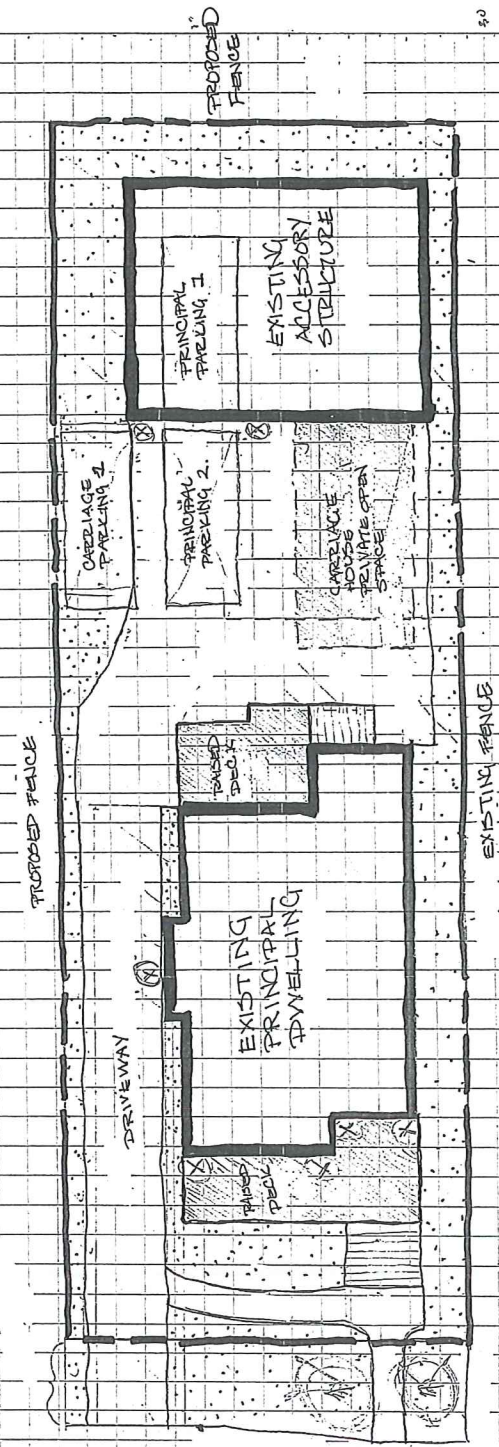 PROPOSED FENCE
PROPOSED
FENCE
DRIVEWAY
CARRIAGE
PARKING 1
PRINCIPAL
PARKING 1
PRINCIPAL
PARKING 2
EXISTING
ACCESSORY
STRUCTURE
CARRIAGE
HOUSE
PRIVATE OPEN
SPACE
RAISED
DECK
EXISTING
PRINCIPAL
DWELLING
RAISED
DECK
EXISTING FENCE